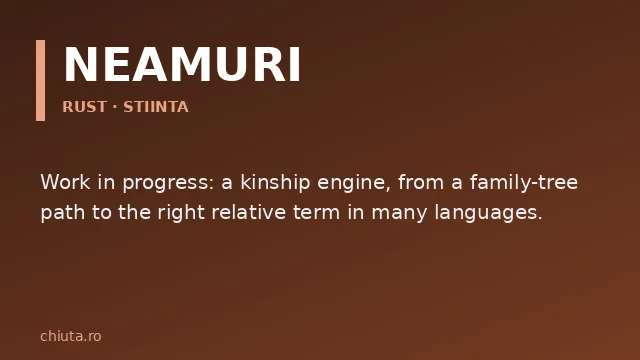 NEAMURI
RUST · STIINTA
Work in progress: a kinship engine, from a family-tree
path to the right relative term in many languages.
chiuta.ro